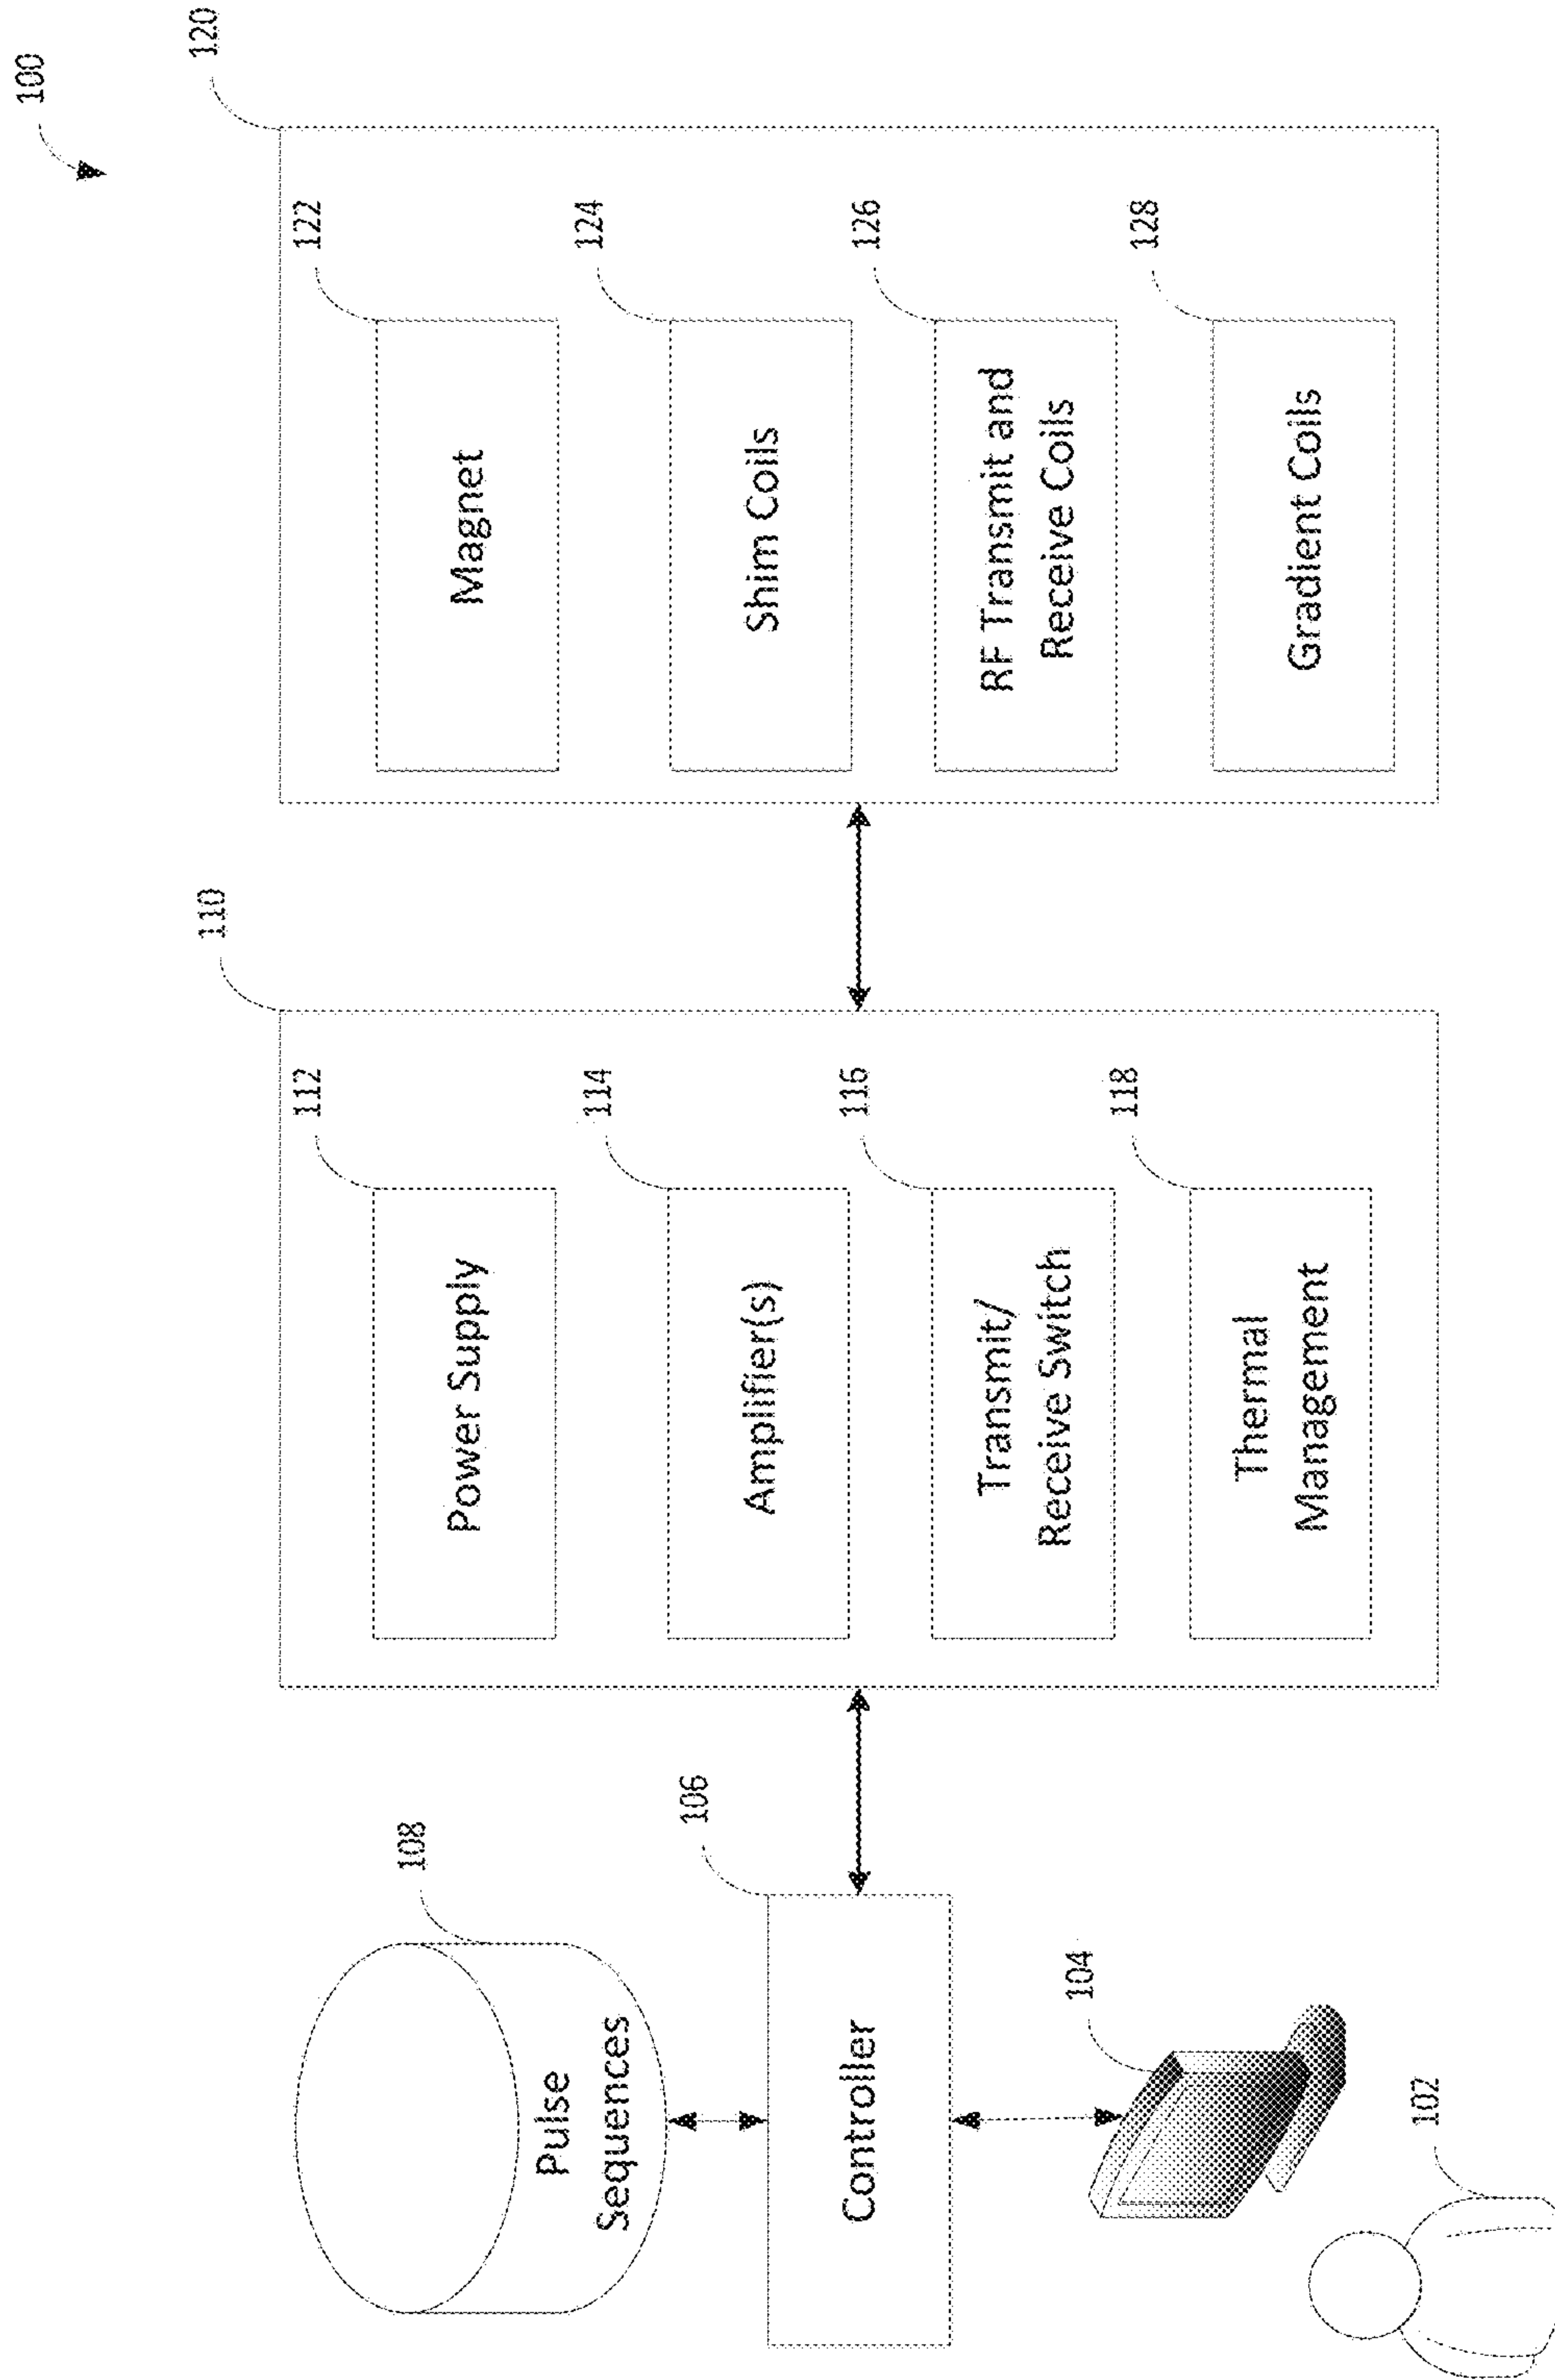 100
108
Pulse
Sequences
106
Controller
104
102
110
112
Power Supply
114
Amplifier(s)
116
Transmit/
Receive Switch
118
Thermal
Management
120
122
Magnet
124
Shim Coils
126
RF Transmit and
Receive Coils
128
Gradient Coils